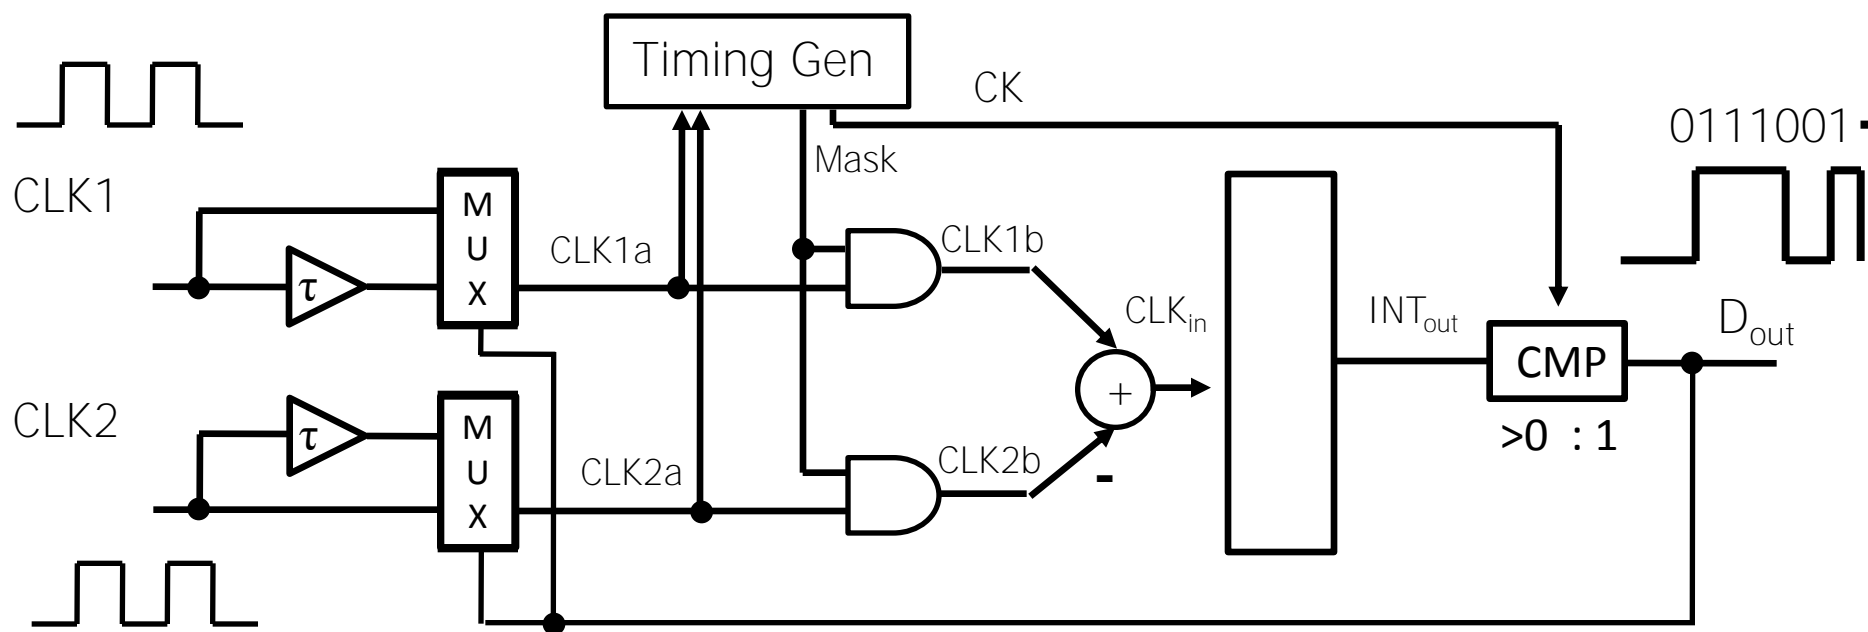 Timing Gen
CK
0111001
Mask
CLK1
M
U
X
CLK1a
CLK1b
τ
CLKin
INTout
CMP
Dout
>0 : 1
CLK2
τ
M
U
X
CLK2a
CLK2b
+
-